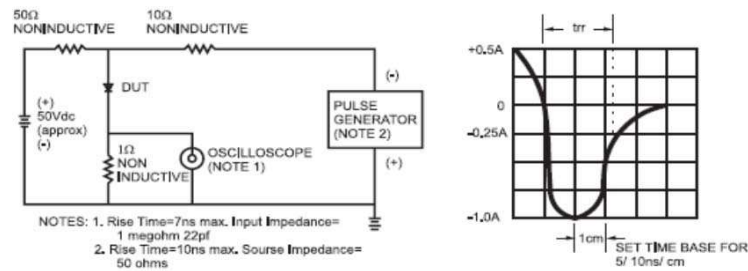 50Ω
NONINDUCTIVE
10Ω
NONINDUCTIVE
DUT
(+)
50Vdc
(approx)
(-)
1Ω
NON
INDUCTIVE
OSCILLOSCOPE
(NOTE 1)
(-)
PULSE
GENERATOR
(NOTE 2)
(+)
NOTES: 1. Rise Time=7ns max. Input Impedance=
1 megohm 22pf
2. Rise Time=10ns max. Sourse Impedance=
50 ohms
trr
+0.5A
0
-0.25A
-1.0A
1cm
SET TIME BASE FOR
5/ 10ns/ cm